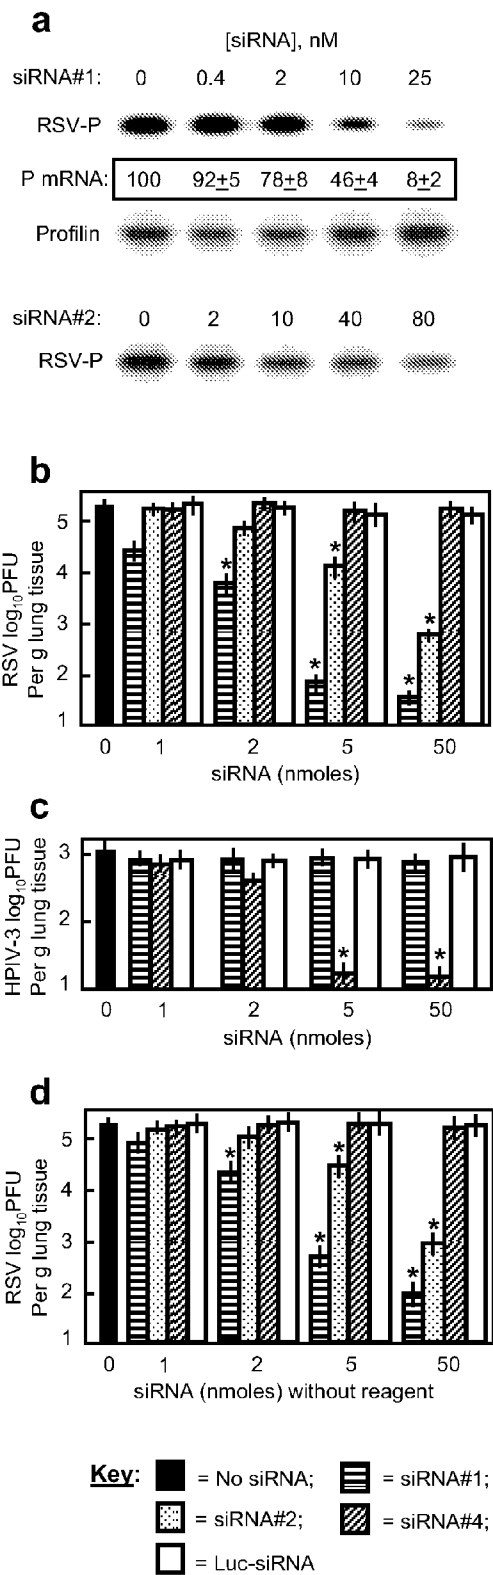 a
[siRNA], nM
siRNA#1: 0 0.4 2 10 25
RSV-P
P mRNA: 100 92±5 78±8 46±4 8±2
Profilin
siRNA#2: 0 2 10 40 80
RSV-P
b
RSV log10PFU
Per g lung tissue
5
4
3
2
1
* * * * *
0 1 2 5 50
siRNA (nmoles)
c
HPIV-3 log10PFU
Per g lung tissue
3
2
1
* *
0 1 2 5 50
siRNA (nmoles)
d
RSV log10PFU
Per g lung tissue
5
4
3
2
1
* * * * *
0 1 2 5 50
siRNA (nmoles) without reagent
Key: = No siRNA; = siRNA#1;
= siRNA#2; = siRNA#4;
= Luc-siRNA